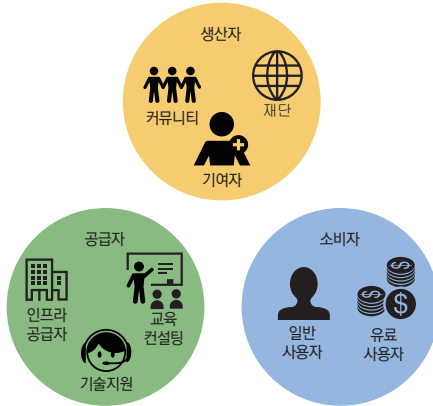 생산자
커뮤니티
재단
기여자
공급자
인프라
공급자
교육
컨설팅
기술지원
소비자
일반
사용자
유료
사용자